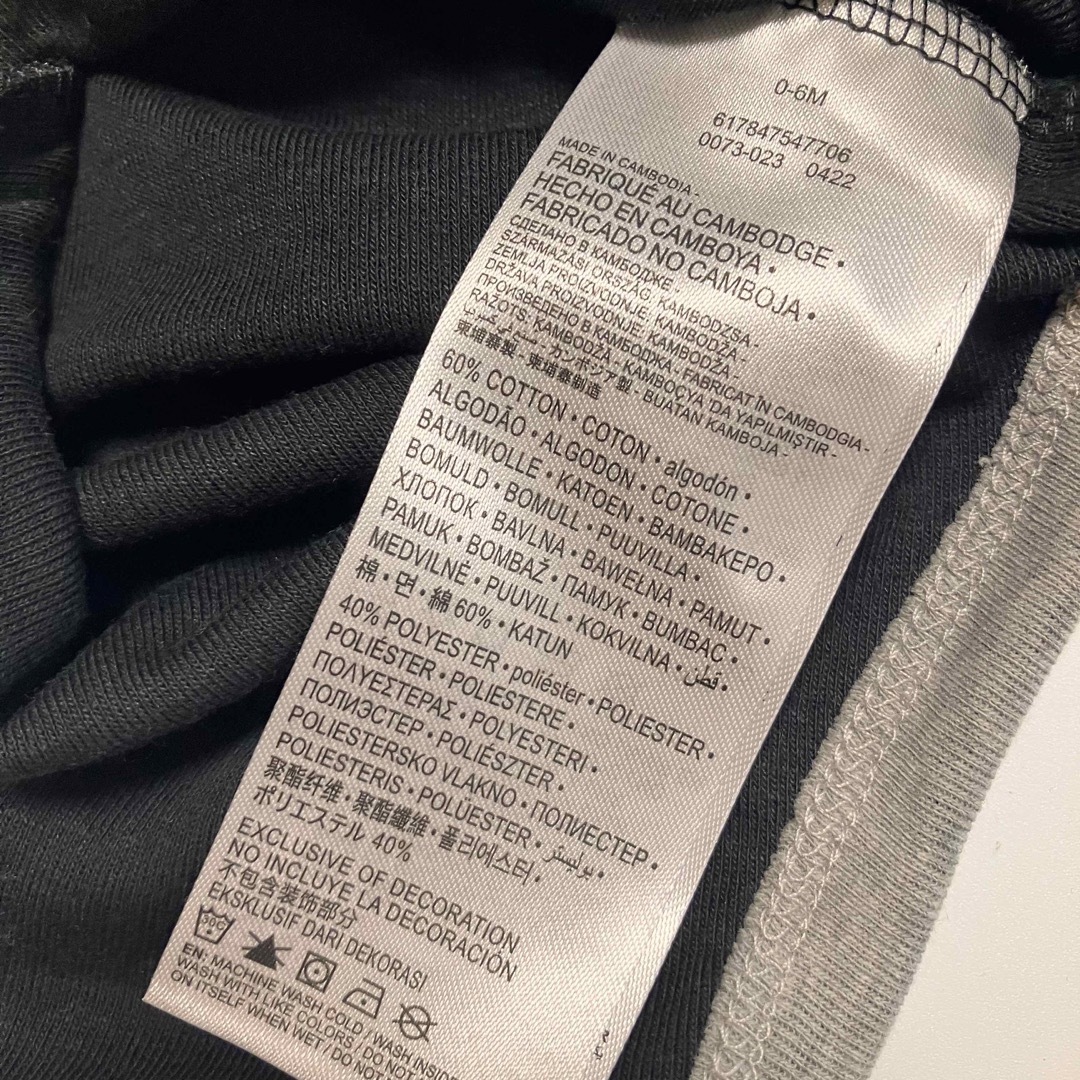 0-6M
617847547706
0073-023 0422
MADE IN CAMBODIA
FABRIQUÉ AU CAMBODGE •
HECHO EN CAMBOYA •
FABRICADO NO CAMBOJA •
СДЕЛАНО В КАМБОДЖЕ
SZÁRMAZÁSI ORSZÁG, KAMBODZSA
ZEMLJA PROIZVODNJE, KAMBODŽA
DRŽAVA PROIZVODNJE: KAMBODŽA -
ПРОИЗВЕДЕНО В КАМБОДЖА - FABRICAT ÎN CAMBODGIA -
RAŽOTS: KAMBODŽĀ - KAMBOÇYA 'DA YAPILMIŞTIR -
カンボジア製 - BUATAN KAMBOJA -
柬埔寨製 - 柬埔寨制造
60% COTTON • COTON • algodón •
ALGODÃO • ALGODON • COTONE •
BAUMWOLLE • KATOEN • ΒΑΜΒΑΚΕΡΟ •
BOMULD • BOMULL • PUUVILLA •
ХЛОПОК • BAVLNA • BAWEŁNA • PAMUT •
PAMUK • BOMBAŽ • ПАМУК • BUMBAC •
MEDVILNĖ • PUUVILL • KOKVILNA • قطن •
棉 • 면 • 綿 60% • KATUN
40% POLYESTER • poliéster • POLIESTER •
POLIÉSTER • POLIESTERE •
ΠΟΛΥΕΣΤΕΡΑΣ • POLYESTERI •
ПОЛИЭСТЕР • POLIÉSZTER •
POLIESTERSKO VLAKNO • ПОЛИЕСТЕР •
POLIESTERIS • POLÜESTER • بوليستر •
聚酯纤维 • 聚酯纖維 • 폴리에스터 •
ポリエステル 40%
EXCLUSIVE OF DECORATION
NO INCLUYE LA DECORACIÓN
不包含装饰部分
EKSKLUSIF DARI DEKORASI
EN: MACHINE WASH COLD / WASH INSIDE
WASH WITH LIKE COLORS / DO NOT
ON ITSELF WHEN WET / DO NOT